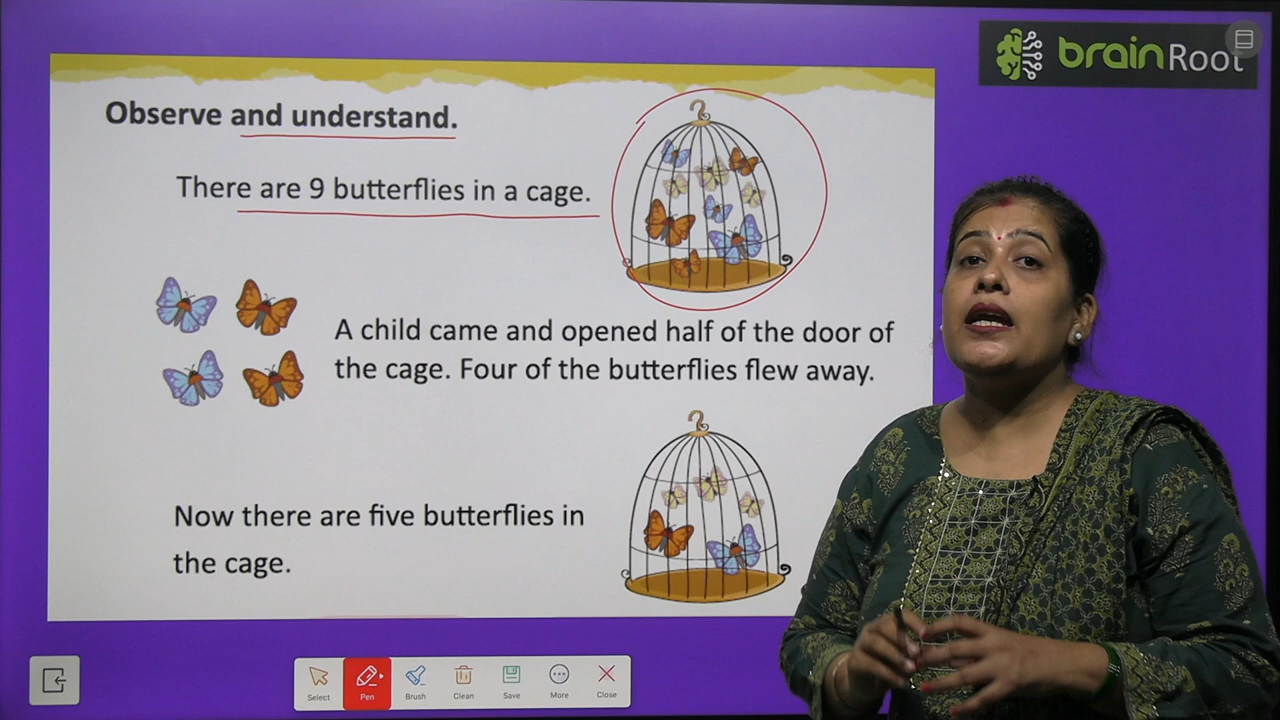 brainRoot
Observe and understand.
There are 9 butterflies in a cage.
A child came and opened half of the door of
the cage. Four of the butterflies flew away.
Now there are five butterflies in
the cage.
Select Pen Brush Clean Save More Close